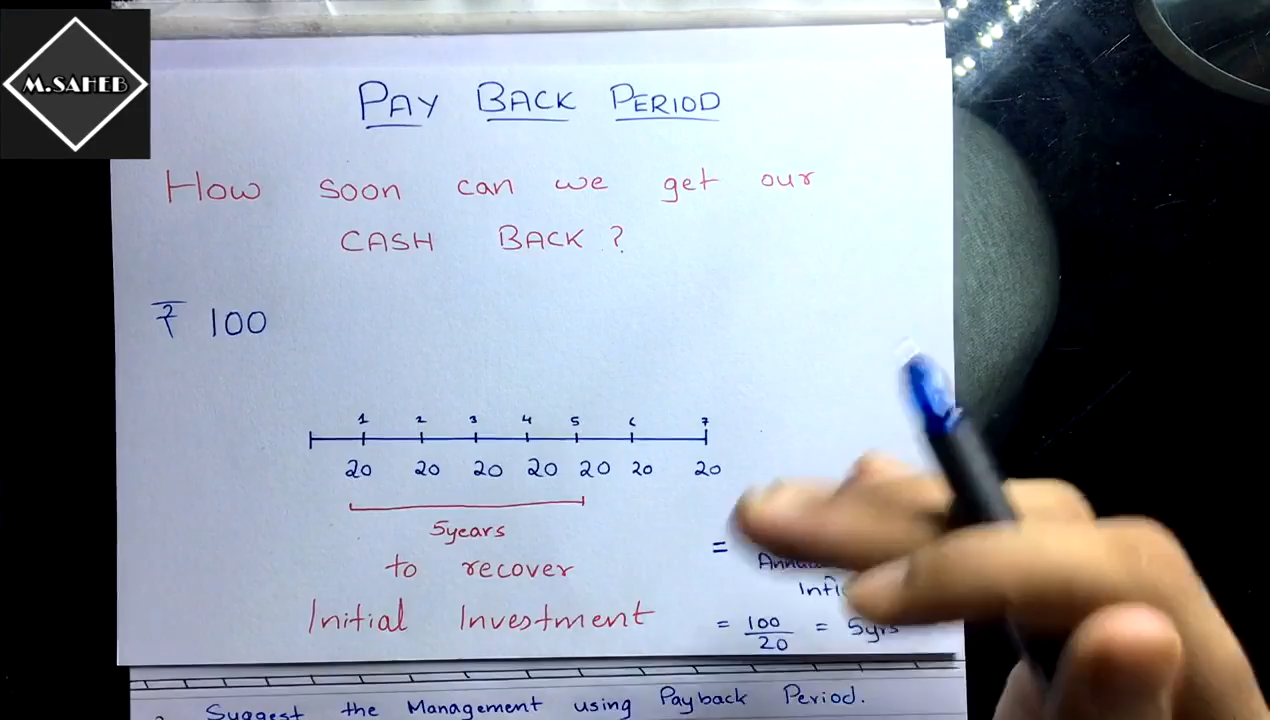 M.SAHEB
PAY BACK PERIOD
How soon can we get our
CASH BACK ?
₹ 100
1 2 3 4 5 6 7
20 20 20 20 20 20 20
5years
to recover
Initial Investment
=
= 100/20 = 5yrs
Suggest the Management using Payback Period.